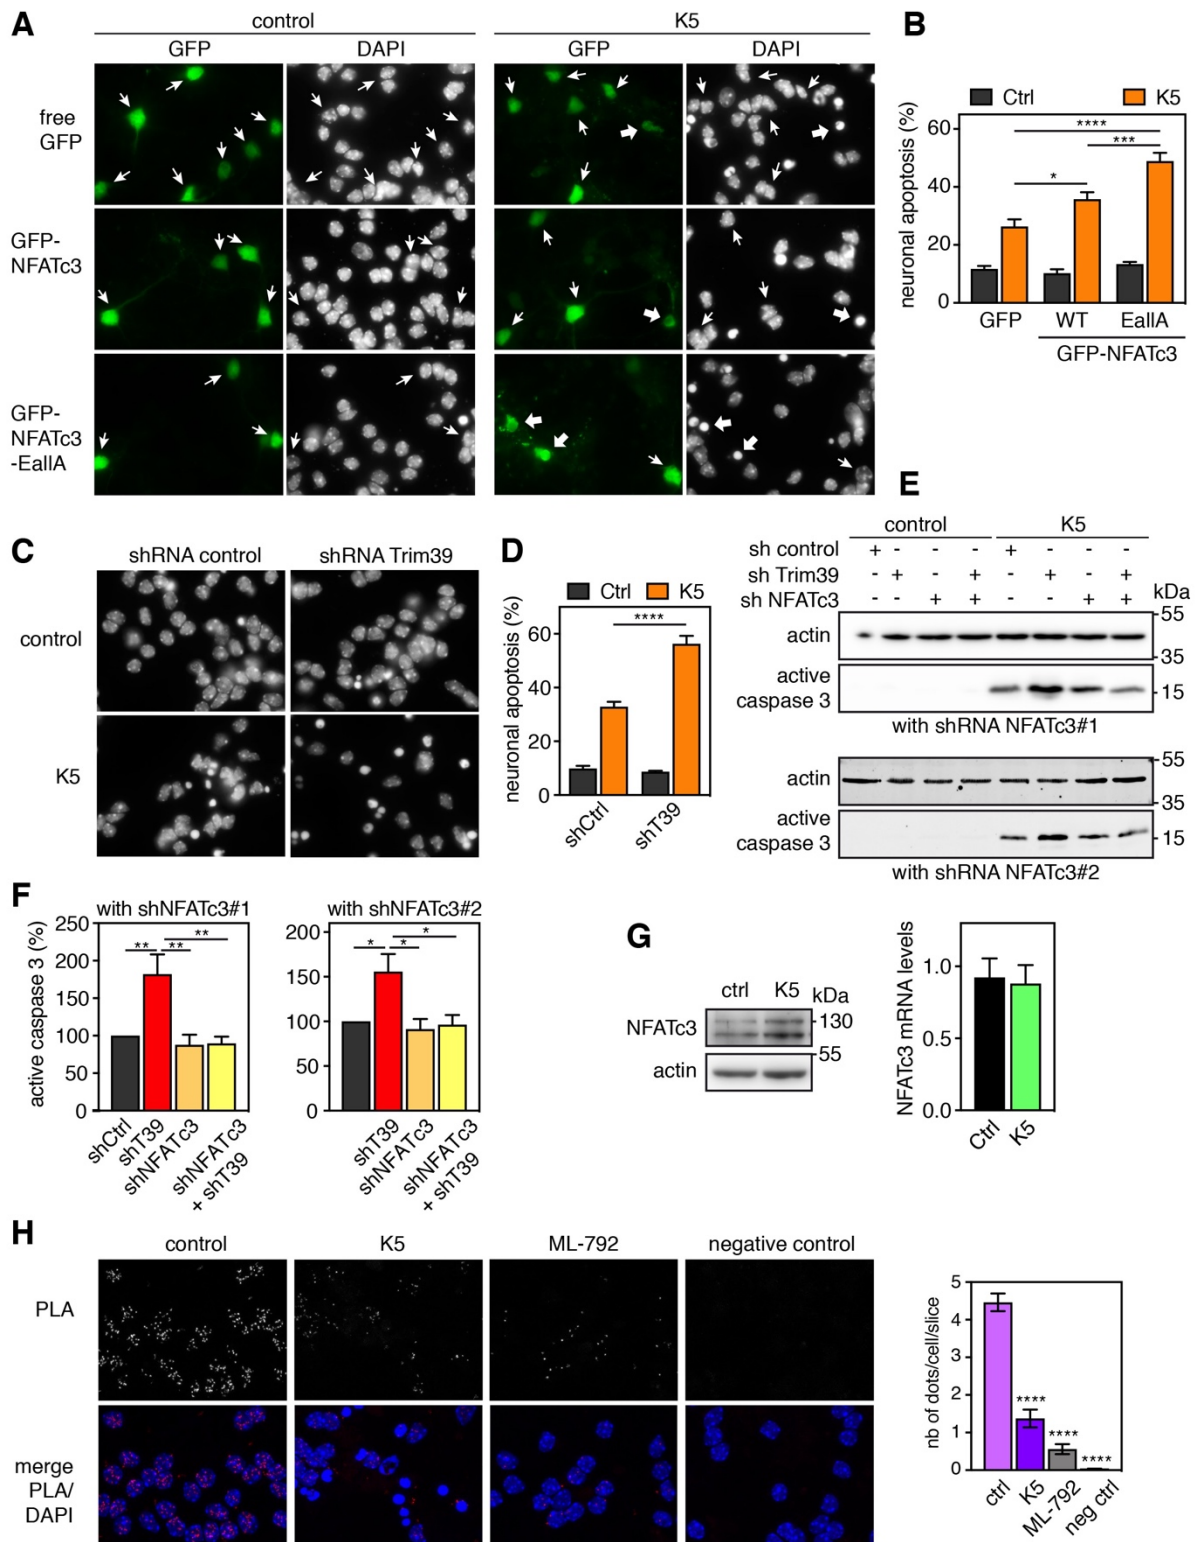 A
control
K5
GFP
DAPI
GFP
DAPI
free
GFP
GFP-
NFATc3
GFP-
NFATc3
-EallA
B
Ctrl
K5
neuronal apoptosis (%)
60
40
20
0
****
***
*
GFP
WT
EallA
GFP-NFATc3
C
shRNA control
shRNA Trim39
control
K5
D
Ctrl
K5
neuronal apoptosis (%)
60
40
20
0
****
shCtrl
shT39
E
control
K5
sh control + - - - + - - -
sh Trim39 - + - + - + - +
sh NFATc3 - - + + - - + +
kDa
55
actin
35
active
caspase 3
15
with shRNA NFATc3#1
55
actin
35
active
caspase 3
15
with shRNA NFATc3#2
F
with shNFATc3#1
active caspase 3 (%)
250
200
150
100
50
0
**
** **
shCtrl
shT39
shNFATc3
shNFATc3
+ shT39
with shNFATc3#2
200
150
100
50
0
*
* *
shT39
shNFATc3
shNFATc3
+ shT39
G
ctrl
K5
kDa
NFATc3
130
55
actin
NFATc3 mRNA levels
1.0
0.5
0.0
Ctrl
K5
H
control
K5
ML-792
negative control
PLA
merge
PLA/
DAPI
nb of dots/cell/slice
5
4
3
2
1
0
****
****
****
ctrl
K5
ML-792
neg ctrl